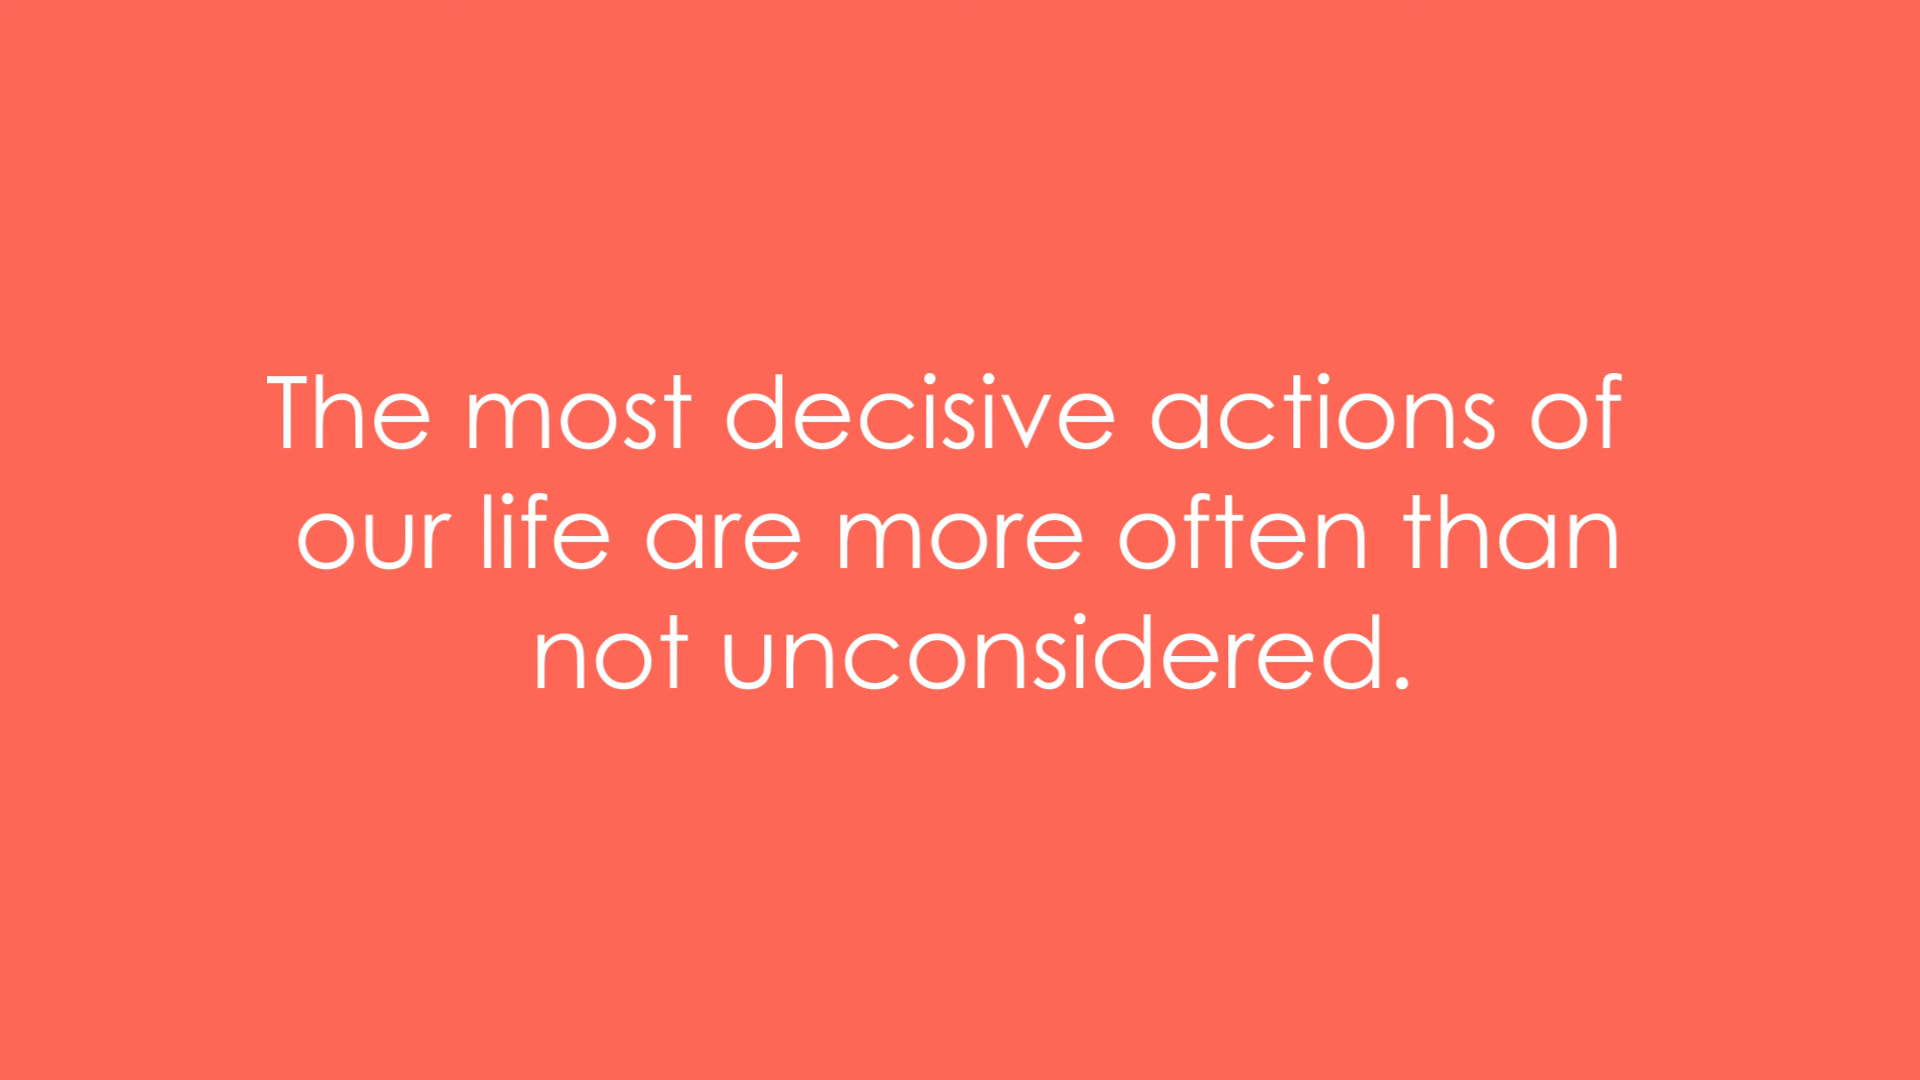 The most decisive actions of
our life are more often than
not unconsidered.